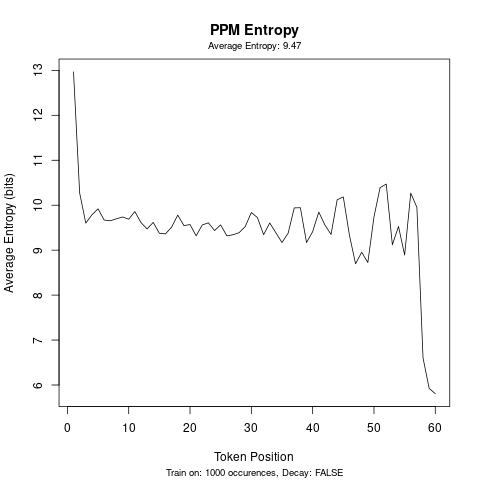 PPM Entropy
Average Entropy: 9.47
13
12
11
10
9
8
7
6
Average Entropy (bits)
0 10 20 30 40 50 60
Token Position
Train on: 1000 occurences, Decay: FALSE